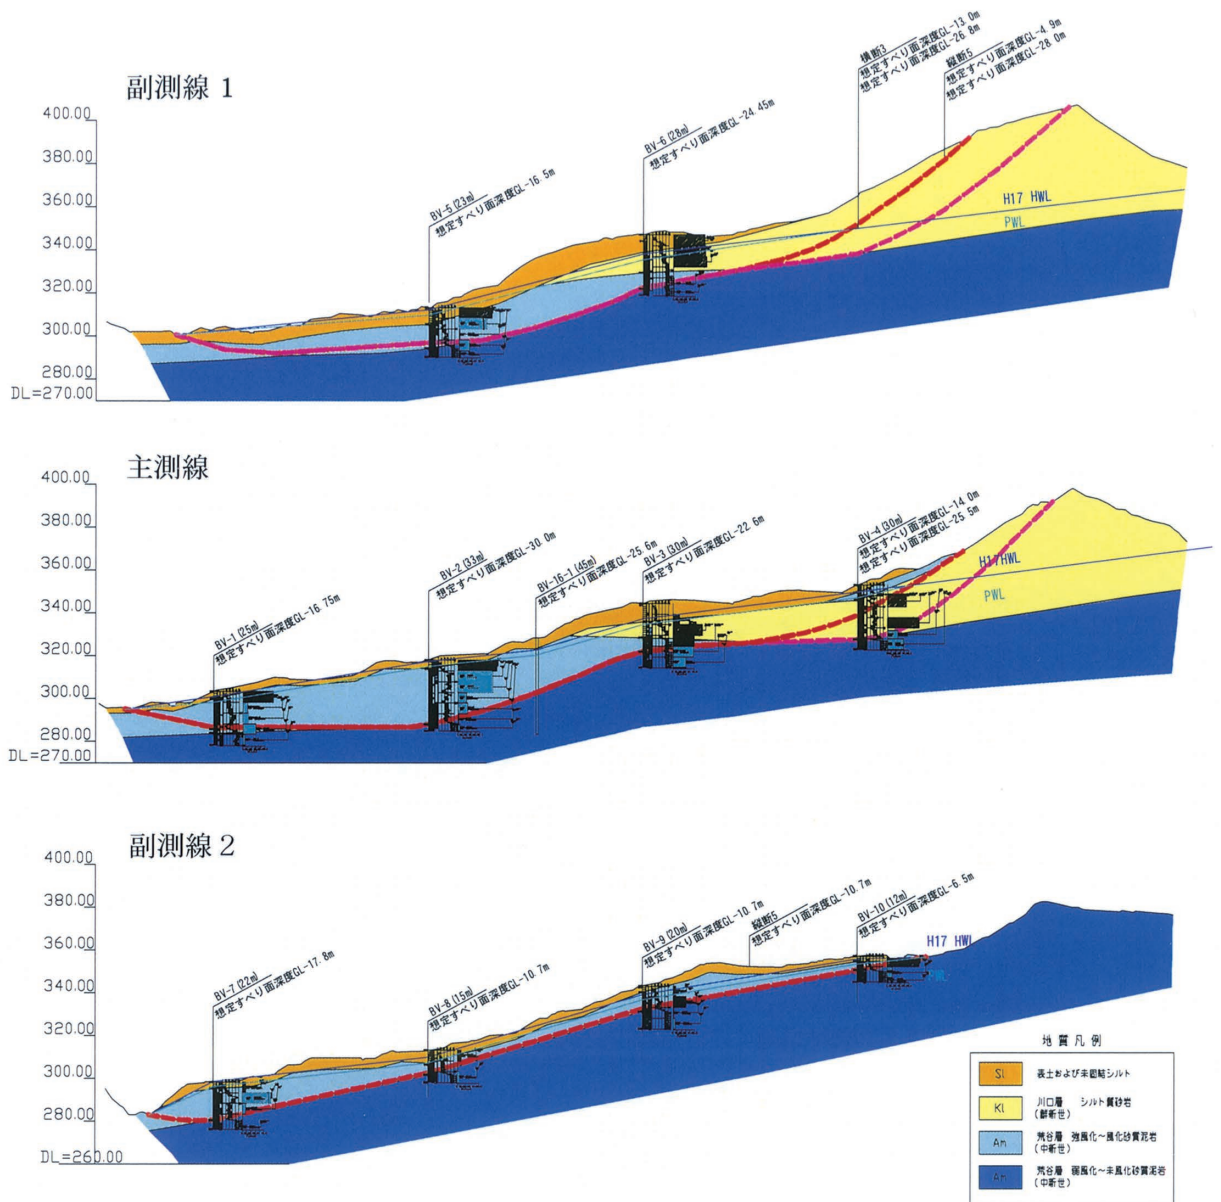 副測線 1
400.00
380.00
360.00
340.00
320.00
300.00
280.00
DL=270.00
BV-5 (23m)
想定すべり面深度GL-16.5m
BV-6 (28m)
想定すべり面深度GL-24.45m
横断3
想定すべり面深度GL-13.0m
想定すべり面深度GL-26.8m
縦断5
想定すべり面深度GL-4.9m
想定すべり面深度GL-28.0m
H17 HWL
PWL
主測線
400.00
380.00
360.00
340.00
320.00
300.00
280.00
DL=270.00
BV-1 (25m)
想定すべり面深度GL-16.75m
BV-2 (33m)
想定すべり面深度GL-30.0m
BV-16-1 (45m)
想定すべり面深度GL-25.6m
BV-3 (30m)
想定すべり面深度GL-22.6m
BV-4 (30m)
想定すべり面深度GL-14.0m
想定すべり面深度GL-25.5m
H17HWL
PWL
副測線 2
400.00
380.00
360.00
340.00
320.00
300.00
280.00
DL=260.00
BV-7 (22m)
想定すべり面深度GL-17.8m
BV-8 (15m)
想定すべり面深度GL-10.7m
BV-9 (20m)
想定すべり面深度GL-10.7m
縦断5
想定すべり面深度GL-10.7m
BV-10 (12m)
想定すべり面深度GL-6.5m
H17 HWL
地質凡例
Sl 表土および未固結シルト
Kl 川口層 シルト質砂岩
(鮮新世)
Am 荒谷層 強風化～風化砂質泥岩
(中新世)
Am 荒谷層 弱風化～未風化砂質泥岩
(中新世)